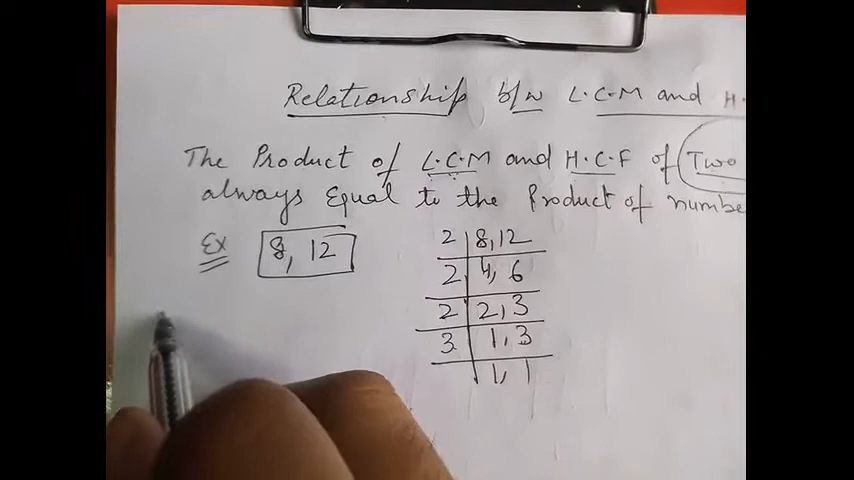 Relationship b/w L.C.M and H.
The Product of L.C.M and H.C.F of Two
always Equal to the Product of numbe
Ex 8, 12
2 8, 12
2 4, 6
2 2, 3
3 1, 3
1, 1